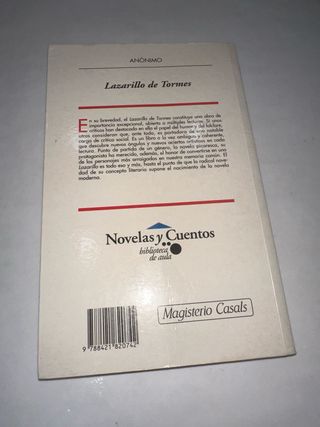 ANÓNIMO
Lazarillo de Tormes
En su brevedad, el Lazarillo de Tormes constituye una obra de
importancia excepcional, abierta a múltiples lecturas. Si unos
críticos han destacado en ella el papel del humor y del folclore,
otros consideran que, ante todo, es portadora de una notable
carga de crítica social. Es un libro a la vez ambiguo y coherente,
que descubre nuevos ángulos y nuevos aciertos artísticos en cada
lectura. Punto de partida de un género, la novela picaresca, su
protagonista ha merecido, además, el honor de convertirse en uno
de los personajes más arraigados en nuestra memoria común. El
Lazarillo es todo eso y más, hasta el punto de que la radical nove-
dad de su concepto literario supone el nacimiento de la novela
moderna.
Novelas y Cuentos
biblioteca
de aula
Magisterio Casals
9 788421 820742